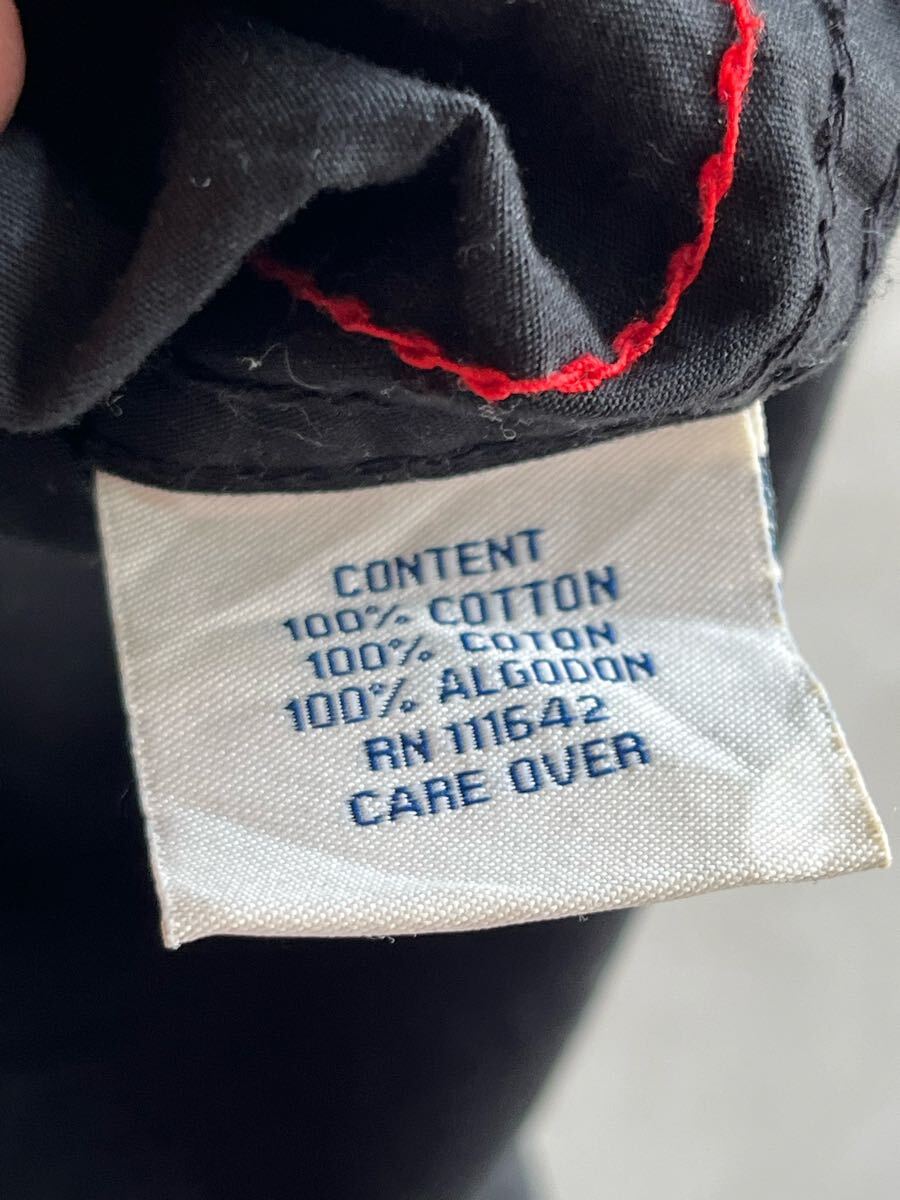 CONTENT
100% COTTON
100% COTON
100% ALGODON
RN 111642
CARE OVER